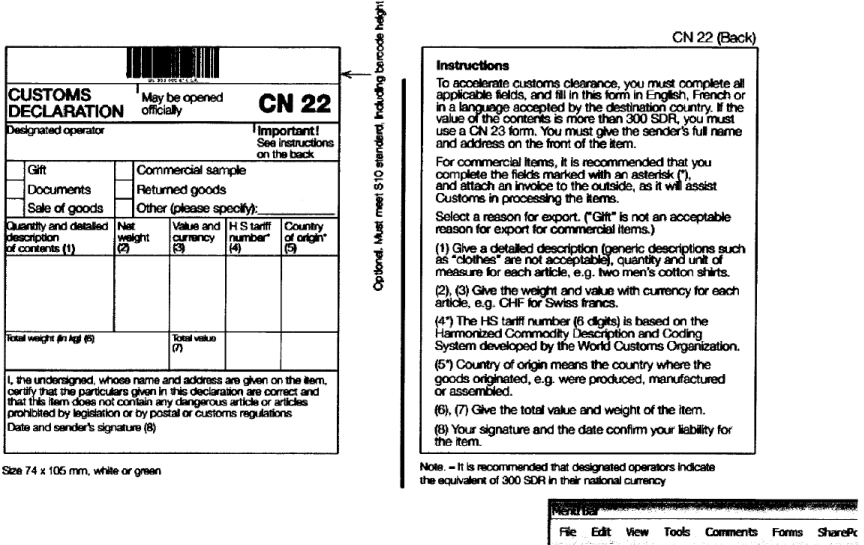 CUSTOMS
DECLARATION
May be opened
officially
CN 22
Designated operator
Important!
See instructions
on the back
Gift
Commercial sample
Documents
Returned goods
Sale of goods
Other (please specify):
Quantity and detailed
description
of contents (1)
Net
weight
(2)
Value and
currency
(3)
H S tariff
number*
(4)
Country
of origin*
(5)
Total weight (in kg) (6)
Total value
(7)
I, the undersigned, whose name and address are given on the item,
certify that the particulars given in this declaration are correct and
that this item does not contain any dangerous article or articles
prohibited by legislation or by postal or customs regulations
Date and sender's signature (8)
Size 74 x 105 mm, white or green
Optional. Must meet S10 standard, including barcode height
CN 22 (Back)
Instructions
To accelerate customs clearance, you must complete all
applicable fields, and fill in this form in English, French or
in a language accepted by the destination country. If the
value of the contents is more than 300 SDR, you must
use a CN 23 form. You must give the sender's full name
and address on the front of the item.
For commercial items, it is recommended that you
complete the fields marked with an asterisk (*),
and attach an invoice to the outside, as it will assist
Customs in processing the items.
Select a reason for export. ("Gift" is not an acceptable
reason for export for commercial items.)
(1) Give a detailed description (generic descriptions such
as "clothes" are not acceptable), quantity and unit of
measure for each article, e.g. two men's cotton shirts.
(2), (3) Give the weight and value with currency for each
article, e.g. CHF for Swiss francs.
(4*) The HS tariff number (6 digits) is based on the
Harmonized Commodity Description and Coding
System developed by the World Customs Organization.
(5*) Country of origin means the country where the
goods originated, e.g. were produced, manufactured
or assembled.
(6), (7) Give the total value and weight of the item.
(8) Your signature and the date confirm your liability for
the item.
Note. – It is recommended that designated operators indicate
the equivalent of 300 SDR in their national currency
Menu bar
File Edit View Tools Comments Forms SharePo